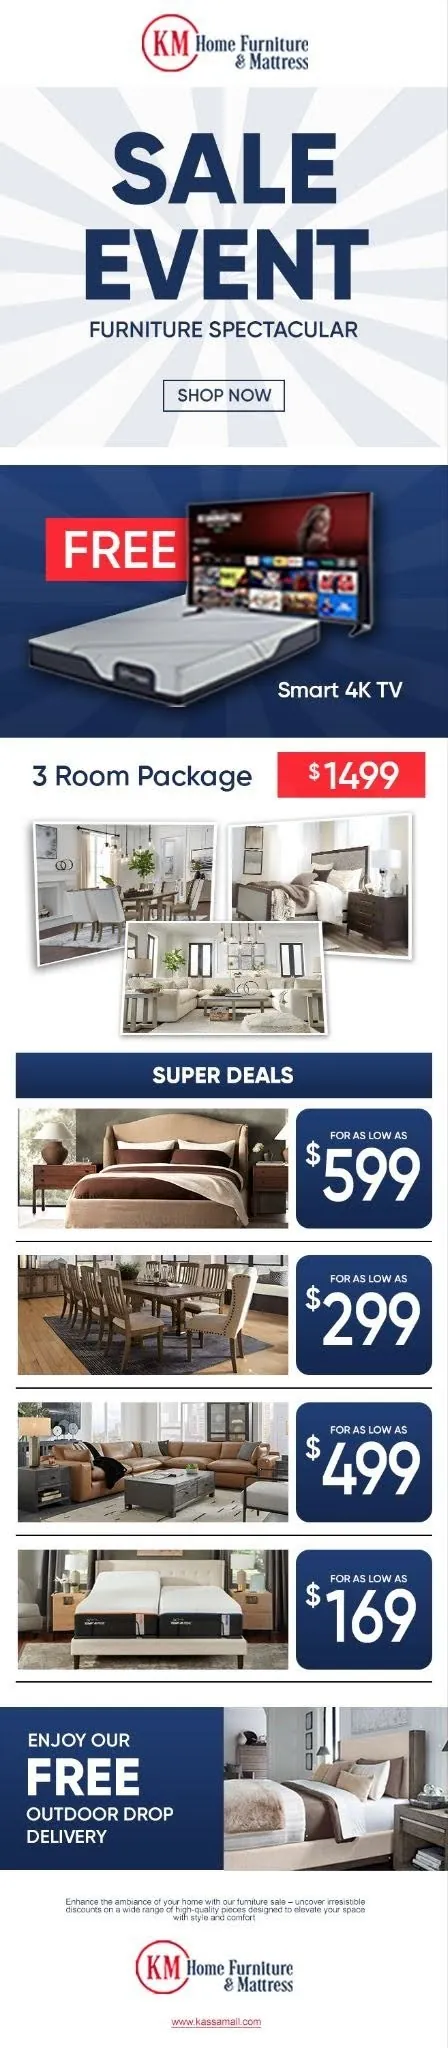 KM Home Furniture
& Mattress
SALE
EVENT
FURNITURE SPECTACULAR
SHOP NOW
FREE
Smart 4K TV
3 Room Package
$1499
SUPER DEALS
FOR AS LOW AS
$599
FOR AS LOW AS
$299
FOR AS LOW AS
$499
FOR AS LOW AS
$169
ENJOY OUR
FREE
OUTDOOR DROP
DELIVERY
Enhance the ambiance of your home with our furniture sale – uncover irresistible
discounts on a wide range of high-quality pieces designed to elevate your space
with style and comfort
KM Home Furniture
& Mattress
www.kassamall.com